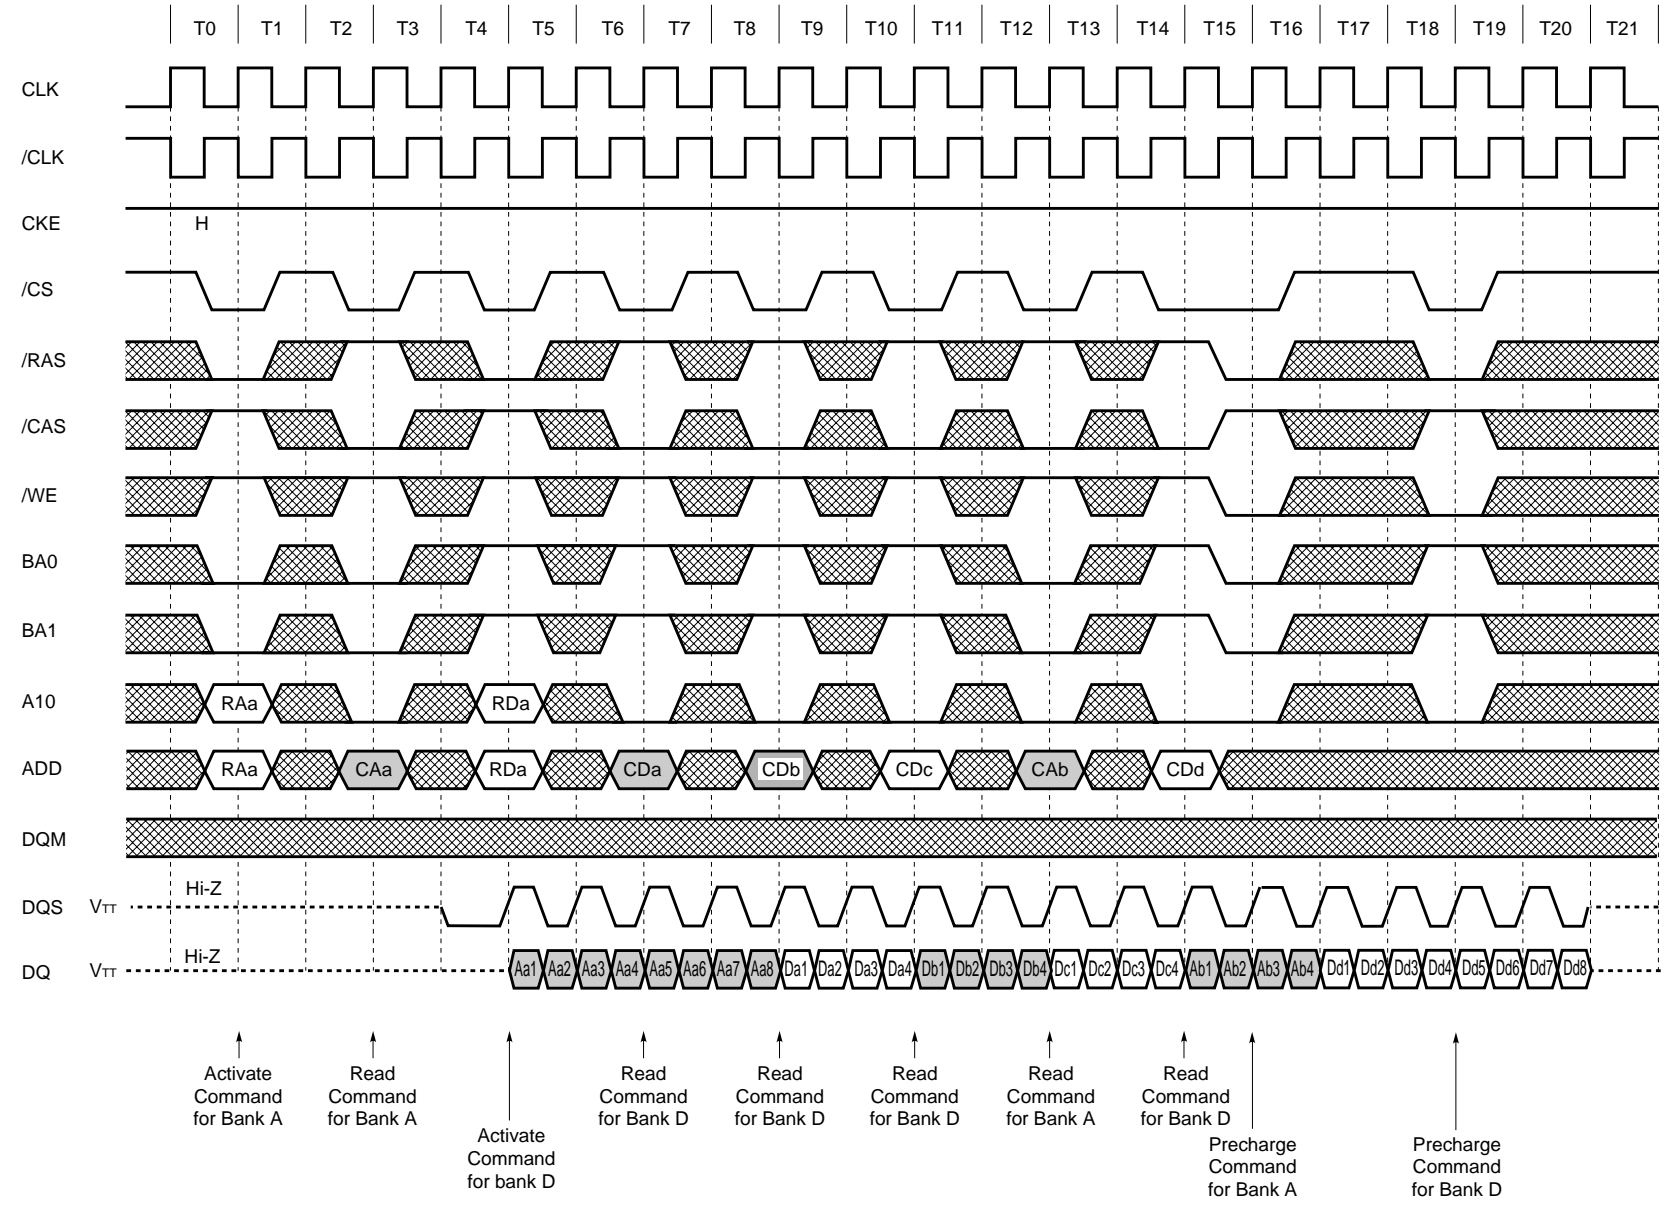 T0 T1 T2 T3 T4 T5 T6 T7 T8 T9 T10 T11 T12 T13 T14 T15 T16 T17 T18 T19 T20 T21
CLK
/CLK
CKE H
/CS
/RAS
/CAS
/WE
BA0
BA1
A10 RAa RDa
ADD RAa CAa RDa CDa CDb CDc CAb CDd
DQM
DQS VTT Hi-Z
DQ VTT Hi-Z Aa1 Aa2 Aa3 Aa4 Aa5 Aa6 Aa7 Aa8 Da1 Da2 Da3 Da4 Db1 Db2 Db3 Db4 Dc1 Dc2 Dc3 Dc4 Ab1 Ab2 Ab3 Ab4 Dd1 Dd2 Dd3 Dd4 Dd5 Dd6 Dd7 Dd8
Activate
Command
for Bank A
Read
Command
for Bank A
Activate
Command
for bank D
Read
Command
for Bank D
Read
Command
for Bank D
Read
Command
for Bank D
Read
Command
for Bank A
Read
Command
for Bank D
Precharge
Command
for Bank A
Precharge
Command
for Bank D